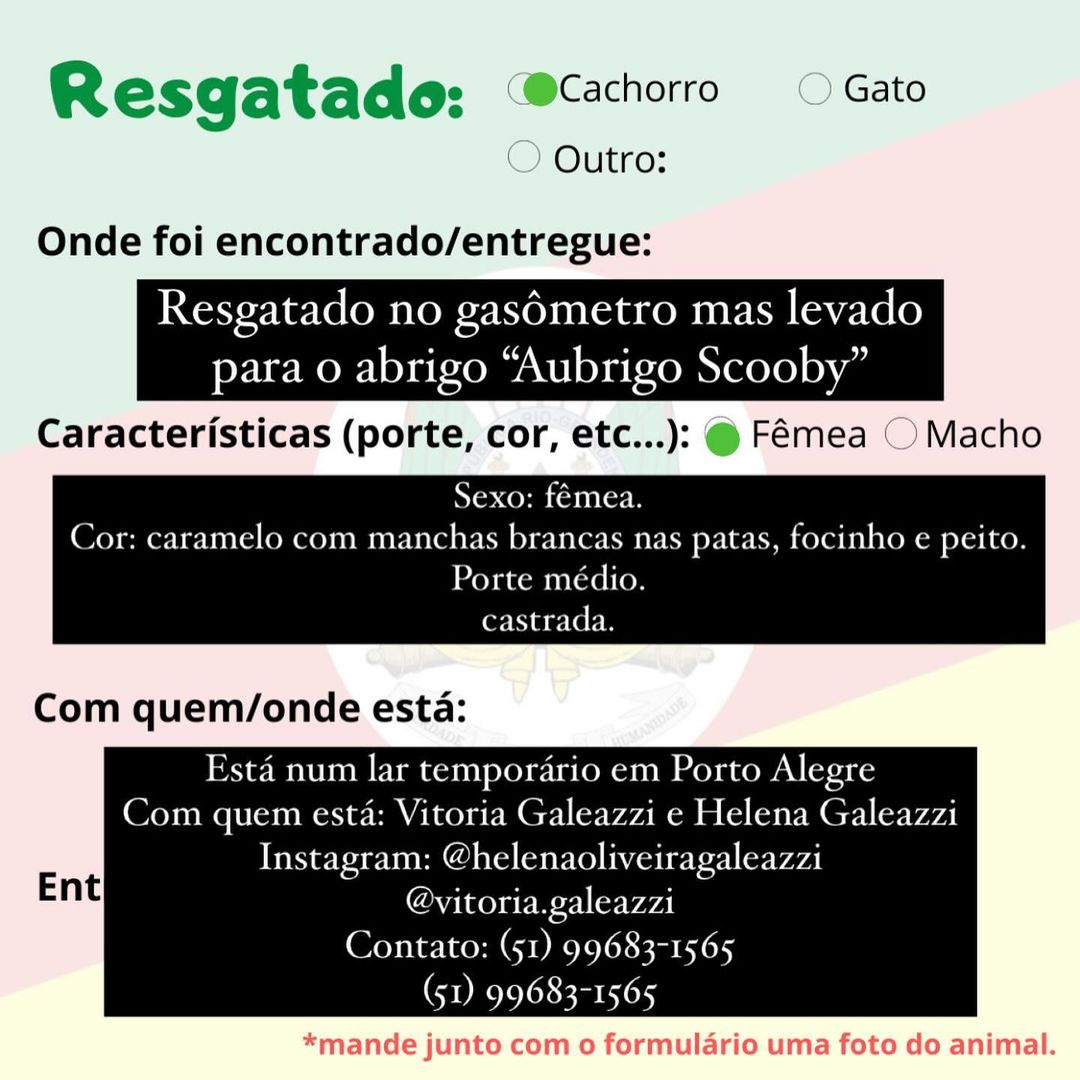 Resgatado:
Cachorro
Gato
Outro:
Onde foi encontrado/entregue:
Resgatado no gasômetro mas levado
para o abrigo “Aubrigo Scooby”
Características (porte, cor, etc...):
Fêmea
Macho
Sexo: fêmea.
Cor: caramelo com manchas brancas nas patas, focinho e peito.
Porte médio.
castrada.
HUMANIDADE
Com quem/onde está:
Está num lar temporário em Porto Alegre
Com quem está: Vitoria Galeazzi e Helena Galeazzi
Instagram: @helenaoliveiragaleazzi
@vitoria.galeazzi
Ent
Contato: (51) 99683-1565
(51) 99683-1565
*mande junto com o formulário uma foto do animal.